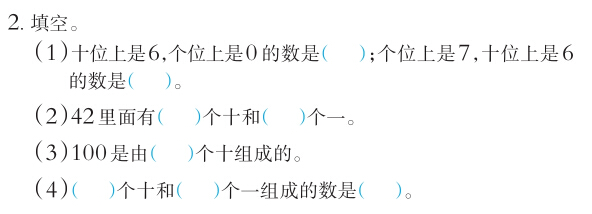 2. 填空。
(1)十位上是6,个位上是0的数是(　);个位上是7,十位上是6
的数是(　)。
(2)42里面有(　)个十和(　)个一。
(3)100是由(　)个十组成的。
(4)(　)个十和(　)个一组成的数是(　)。